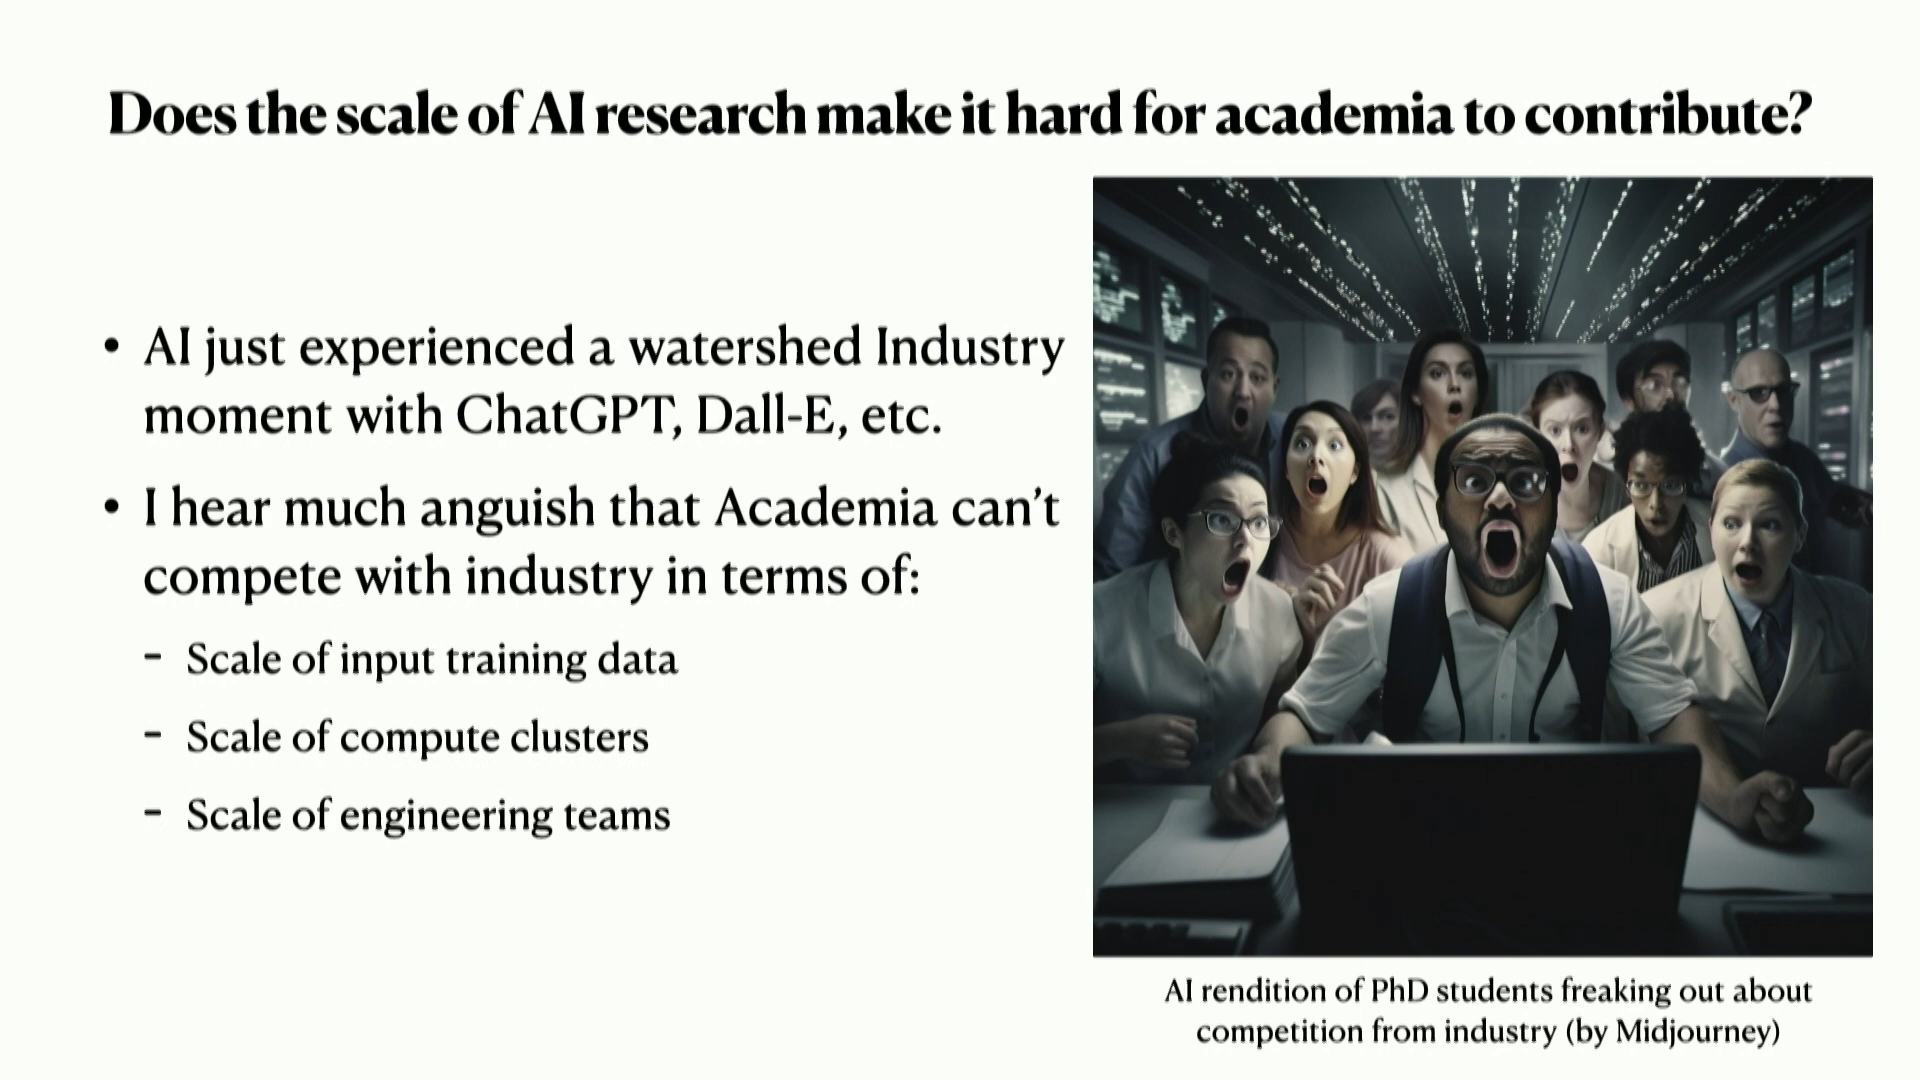 Does the scale of AI research make it hard for academia to contribute?
• AI just experienced a watershed Industry
moment with ChatGPT, Dall-E, etc.
• I hear much anguish that Academia can’t
compete with industry in terms of:
– Scale of input training data
– Scale of compute clusters
– Scale of engineering teams
AI rendition of PhD students freaking out about
competition from industry (by Midjourney)